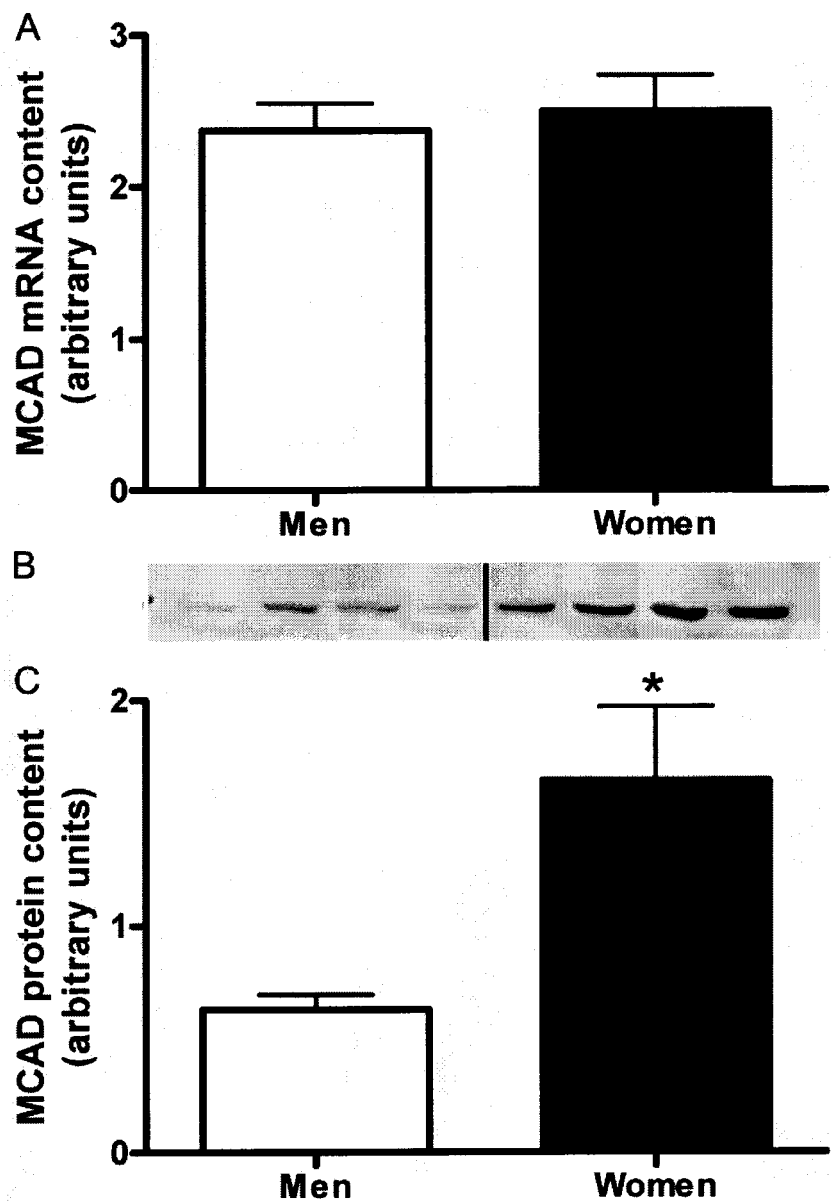 A
MCAD mRNA content
(arbitrary units)
3
2
1
0
Men Women
B
C
MCAD protein content
(arbitrary units)
*
2
1
0
Men Women